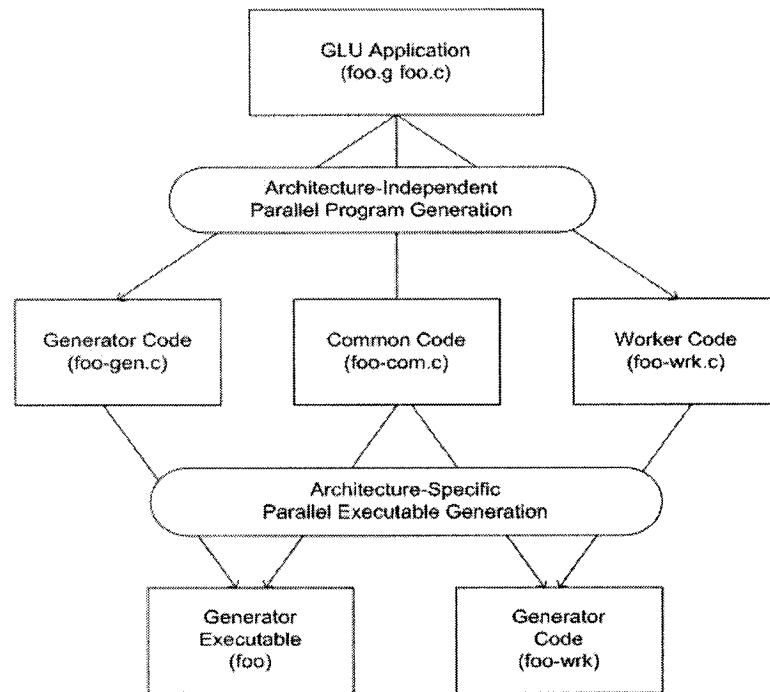 GLU Application
(foo.g foo.c)
Architecture-Independent
Parallel Program Generation
Generator Code
(foo-gen.c)
Common Code
(foo-com.c)
Worker Code
(foo-wrk.c)
Architecture-Specific
Parallel Executable Generation
Generator
Executable
(foo)
Generator
Code
(foo-wrk)